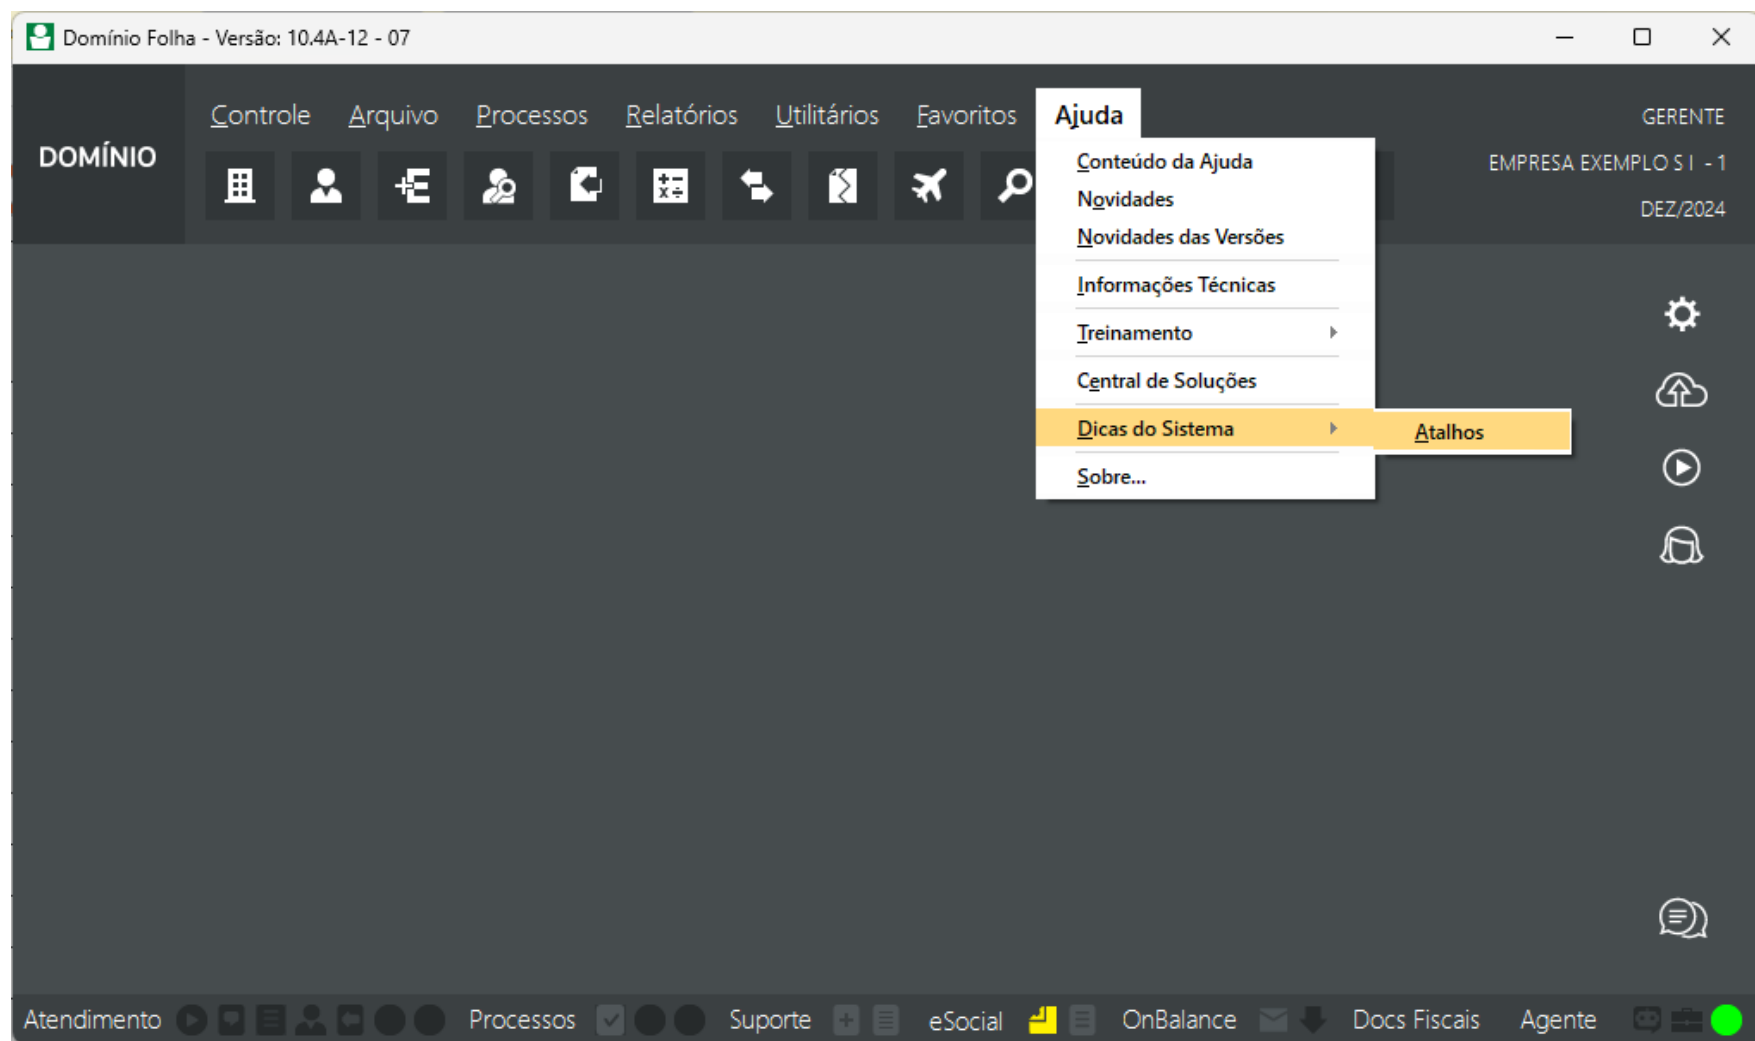 Domínio Folha - Versão: 10.4A-12 - 07
DOMÍNIO
Controle Arquivo Processos Relatórios Utilitários Favoritos Ajuda
GERENTE
EMPRESA EXEMPLO S I - 1
DEZ/2024
Conteúdo da Ajuda
Novidades
Novidades das Versões
Informações Técnicas
Treinamento
Central de Soluções
Dicas do Sistema
Atalhos
Sobre...
Atendimento Processos Suporte eSocial OnBalance Docs Fiscais Agente